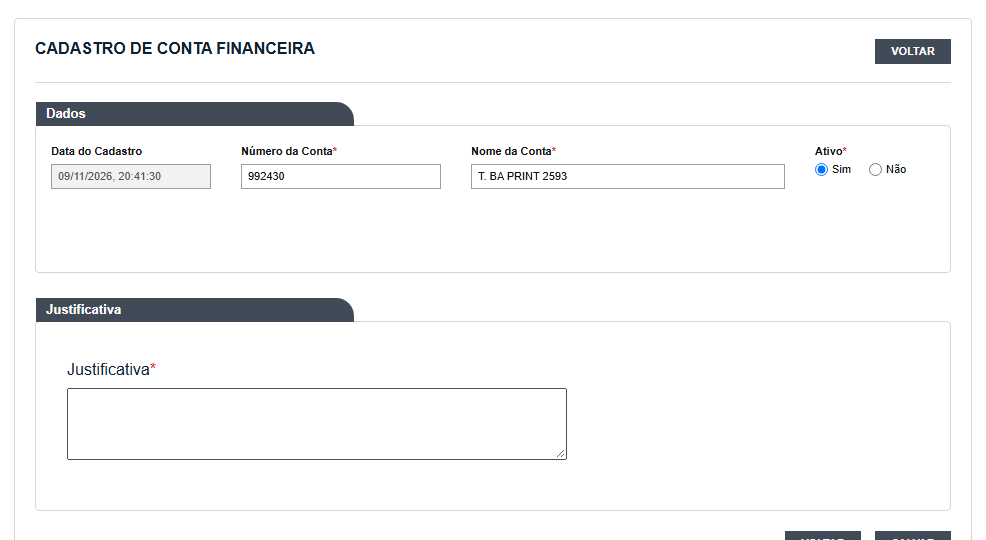 CADASTRO DE CONTA FINANCEIRA
VOLTAR
Dados
Data do Cadastro Número da Conta* Nome da Conta* Ativo*
09/11/2026, 20:41:30 992430 T. BA PRINT 2593 Sim Não
Justificativa
Justificativa*